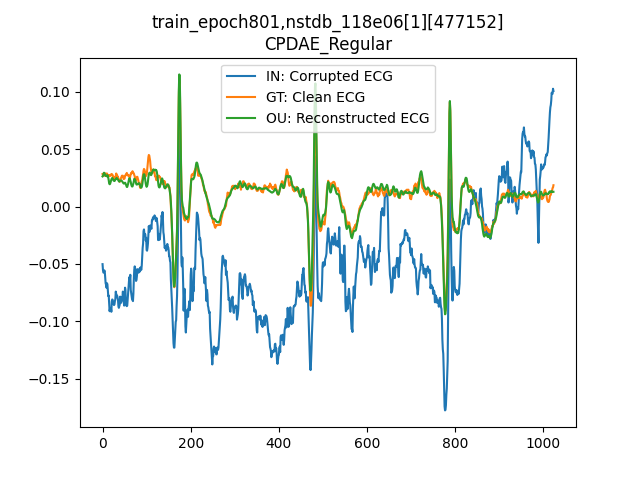 train_epoch801,nstdb_118e06[1][477152]
CPDAE_Regular
IN: Corrupted ECG
GT: Clean ECG
OU: Reconstructed ECG
0.10
0.05
0.00
−0.05
−0.10
−0.15
0 200 400 600 800 1000